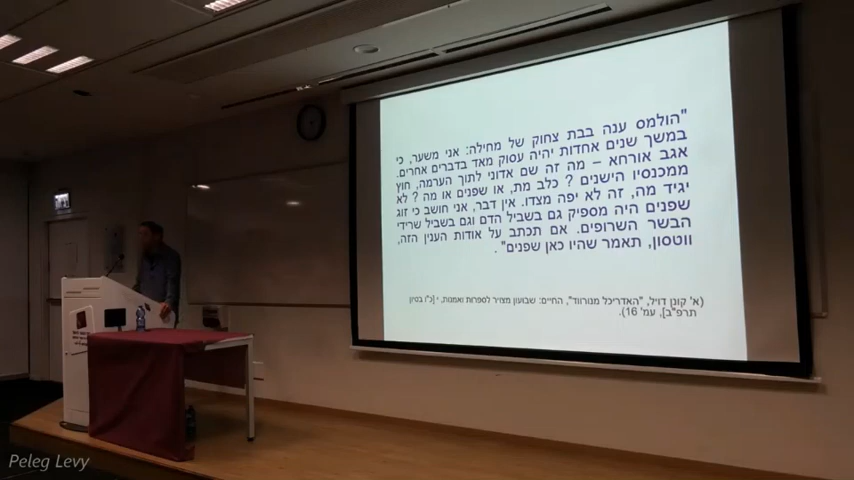 "הולמס ענה בבת צחוק של מחילה: אני משער, כי
במשך שנים אחדות יהיה עסוק מאד בדברים אחרים.
אגב אורחא – מה זה שם אדוני לתוך הערמה, חוץ
ממכנסיו הישנים ? כלב מת, או שפנים או מה ? לא
יגיד מה, זה לא יפה מצדו. אין דבר, אני חושב כי זוג
שפנים היה מספיק גם בשביל הדם וגם בשביל שרידי
הבשר השרופים. אם תכתב על אודות הענין הזה,
ווטסון, תאמר שהיו כאן שפנים".
(א' קונן דויל, "האדריכל מנורווד", החיים: שבועון מצויר לספרות ואמנות, י [כ"ו בסיון
תרפ"ב], עמ' 16).
Peleg Levy